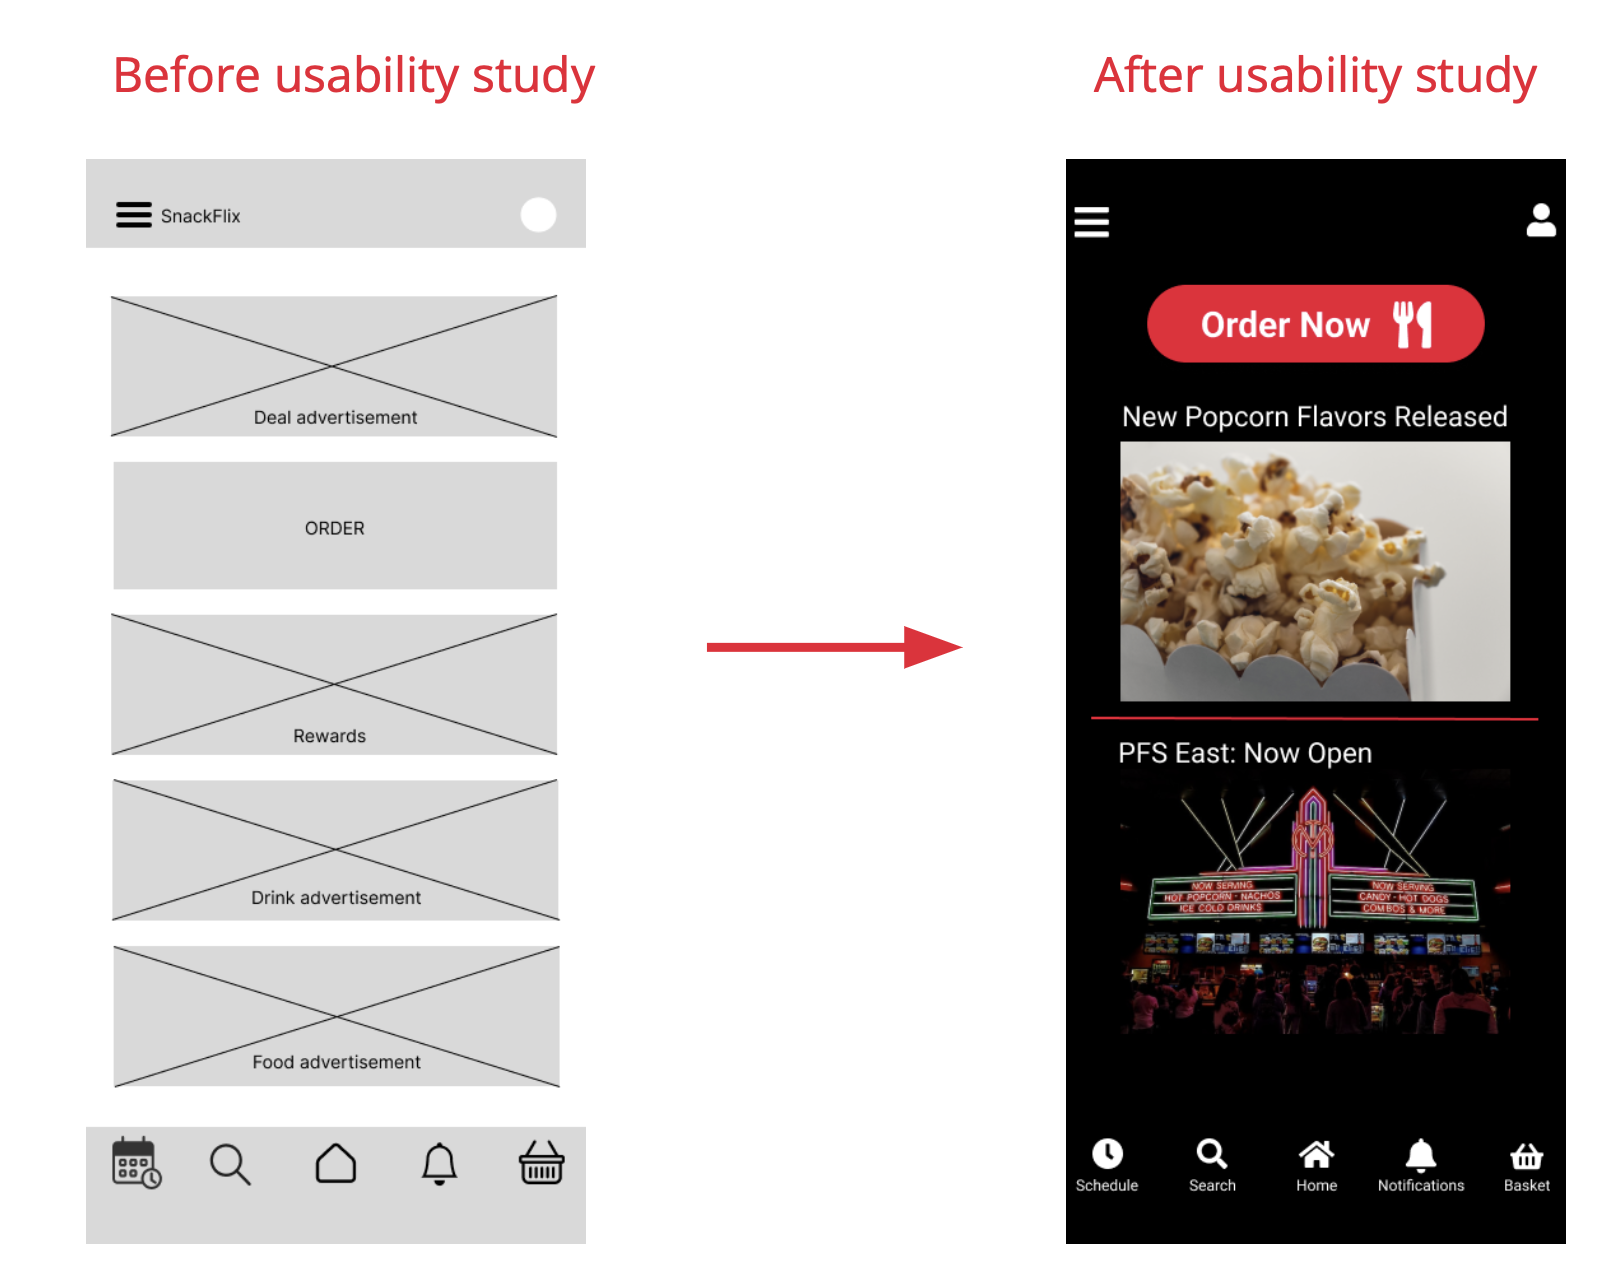 Before usability study
After usability study
SnackFlix
Deal advertisement
ORDER
Rewards
Drink advertisement
Food advertisement
Order Now
New Popcorn Flavors Released
PFS East: Now Open
NOW SERVING
HOT POPCORN · NACHOS
ICE COLD DRINKS
NOW SERVING
CANDY · HOT DOGS
COMBOS & MORE
Schedule
Search
Home
Notifications
Basket